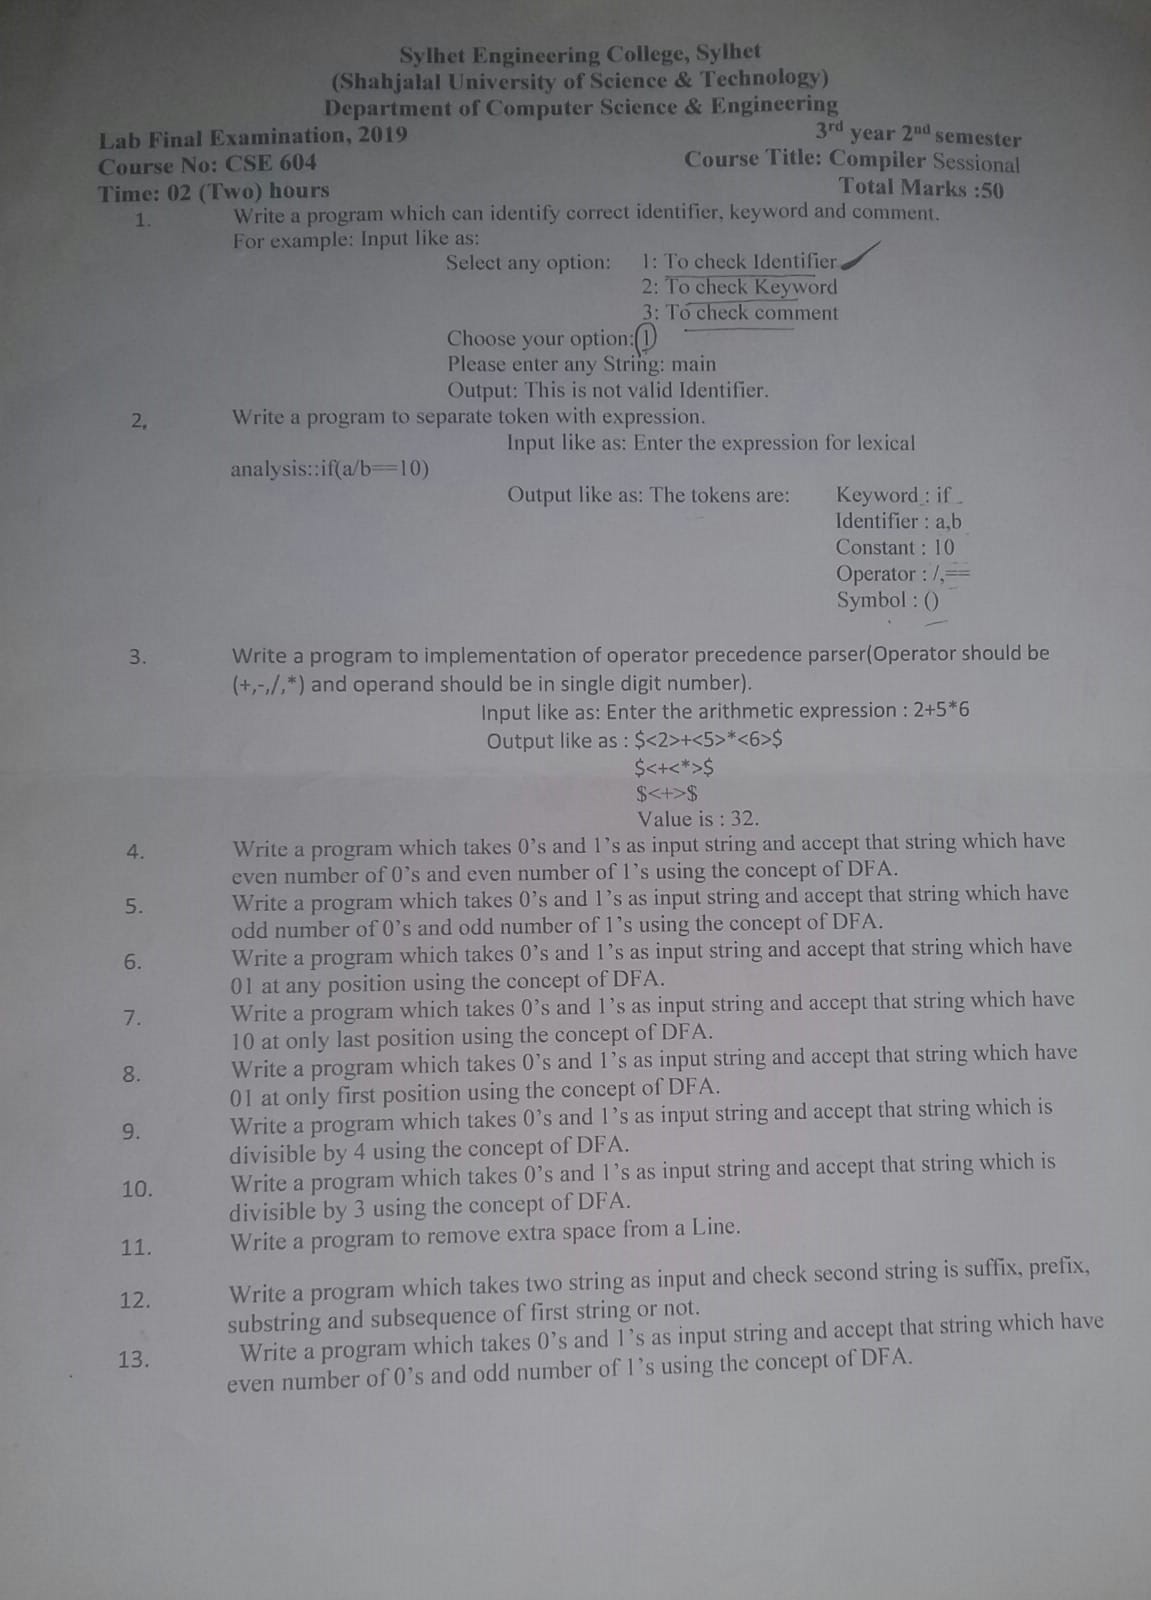 Sylhet Engineering College, Sylhet
(Shahjalal University of Science & Technology)
Department of Computer Science & Engineering
Lab Final Examination, 2019 3rd year 2nd semester
Course No: CSE 604 Course Title: Compiler Sessional
Time: 02 (Two) hours Total Marks :50
1. Write a program which can identify correct identifier, keyword and comment.
For example: Input like as:
Select any option: 1: To check Identifier
2: To check Keyword
3: To check comment
Choose your option:1
Please enter any String: main
Output: This is not valid Identifier.
2, Write a program to separate token with expression.
Input like as: Enter the expression for lexical
analysis::if(a/b==10)
Output like as: The tokens are: Keyword : if
Identifier : a,b
Constant : 10
Operator : /,==
Symbol : ()
3. Write a program to implementation of operator precedence parser(Operator should be
(+,-,/,*) and operand should be in single digit number).
Input like as: Enter the arithmetic expression : 2+5*6
Output like as : $<2>+<5>*<6>$
$<+<*>$
$<+>$
Value is : 32.
4. Write a program which takes 0’s and 1’s as input string and accept that string which have
even number of 0’s and even number of 1’s using the concept of DFA.
5. Write a program which takes 0’s and 1’s as input string and accept that string which have
odd number of 0’s and odd number of 1’s using the concept of DFA.
6. Write a program which takes 0’s and 1’s as input string and accept that string which have
01 at any position using the concept of DFA.
7. Write a program which takes 0’s and 1’s as input string and accept that string which have
10 at only last position using the concept of DFA.
8. Write a program which takes 0’s and 1’s as input string and accept that string which have
01 at only first position using the concept of DFA.
9. Write a program which takes 0’s and 1’s as input string and accept that string which is
divisible by 4 using the concept of DFA.
10. Write a program which takes 0’s and 1’s as input string and accept that string which is
divisible by 3 using the concept of DFA.
11. Write a program to remove extra space from a Line.
12. Write a program which takes two string as input and check second string is suffix, prefix,
substring and subsequence of first string or not.
13. Write a program which takes 0’s and 1’s as input string and accept that string which have
even number of 0’s and odd number of 1’s using the concept of DFA.